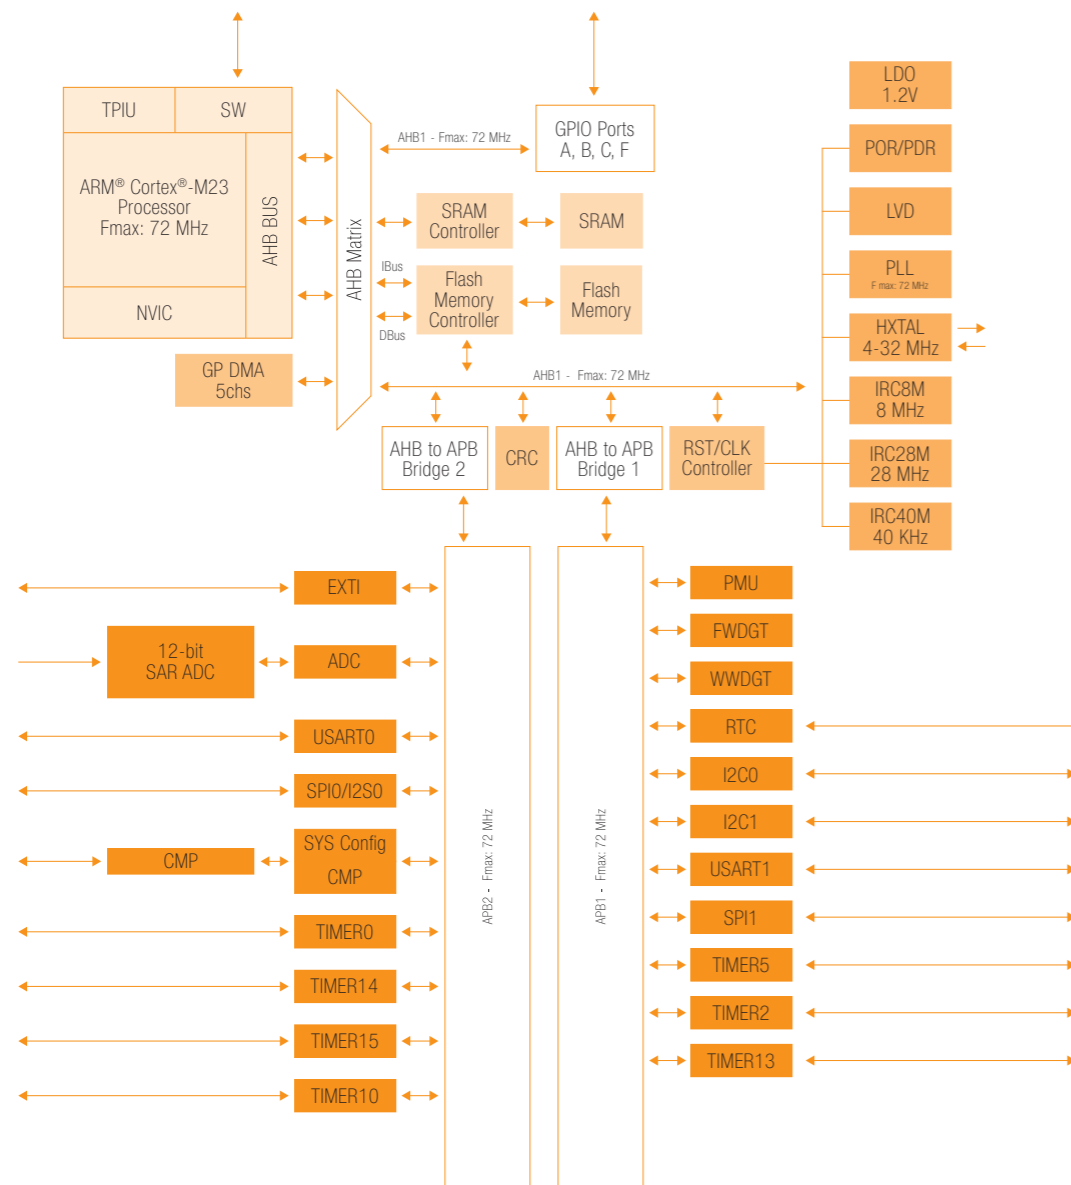 TPIU
SW
ARM® Cortex®-M23
Processor
Fmax: 72 MHz
AHB BUS
NVIC
GP DMA
5chs
AHB Matrix
AHB1 - Fmax: 72 MHz
GPIO Ports
A, B, C, F
SRAM
Controller
SRAM
IBus
DBus
Flash
Memory
Controller
Flash
Memory
AHB1 - Fmax: 72 MHz
AHB to APB
Bridge 2
CRC
AHB to APB
Bridge 1
RST/CLK
Controller
LDO
1.2V
POR/PDR
LVD
PLL
F max: 72 MHz
HXTAL
4-32 MHz
IRC8M
8 MHz
IRC28M
28 MHz
IRC40M
40 KHz
EXTI
12-bit
SAR ADC
ADC
USART0
SPI0/I2S0
CMP
SYS Config
CMP
TIMER0
TIMER14
TIMER15
TIMER10
APB2 - Fmax: 72 MHz
APB1 - Fmax: 72 MHz
PMU
FWDGT
WWDGT
RTC
I2C0
I2C1
USART1
SPI1
TIMER5
TIMER2
TIMER13